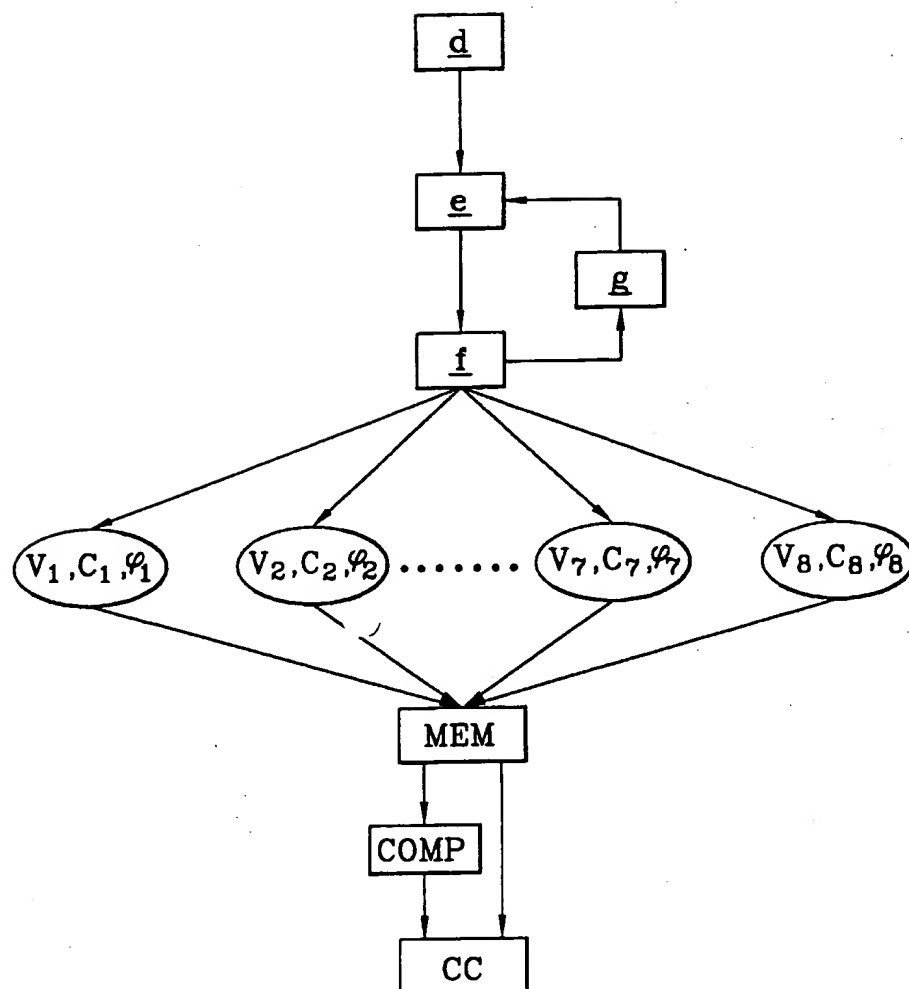 d
e
g
f
V₁,C₁,φ₁
V₂,C₂,φ₂ ....... V₇,C₇,φ₇
V₈,C₈,φ₈
MEM
COMP
CC